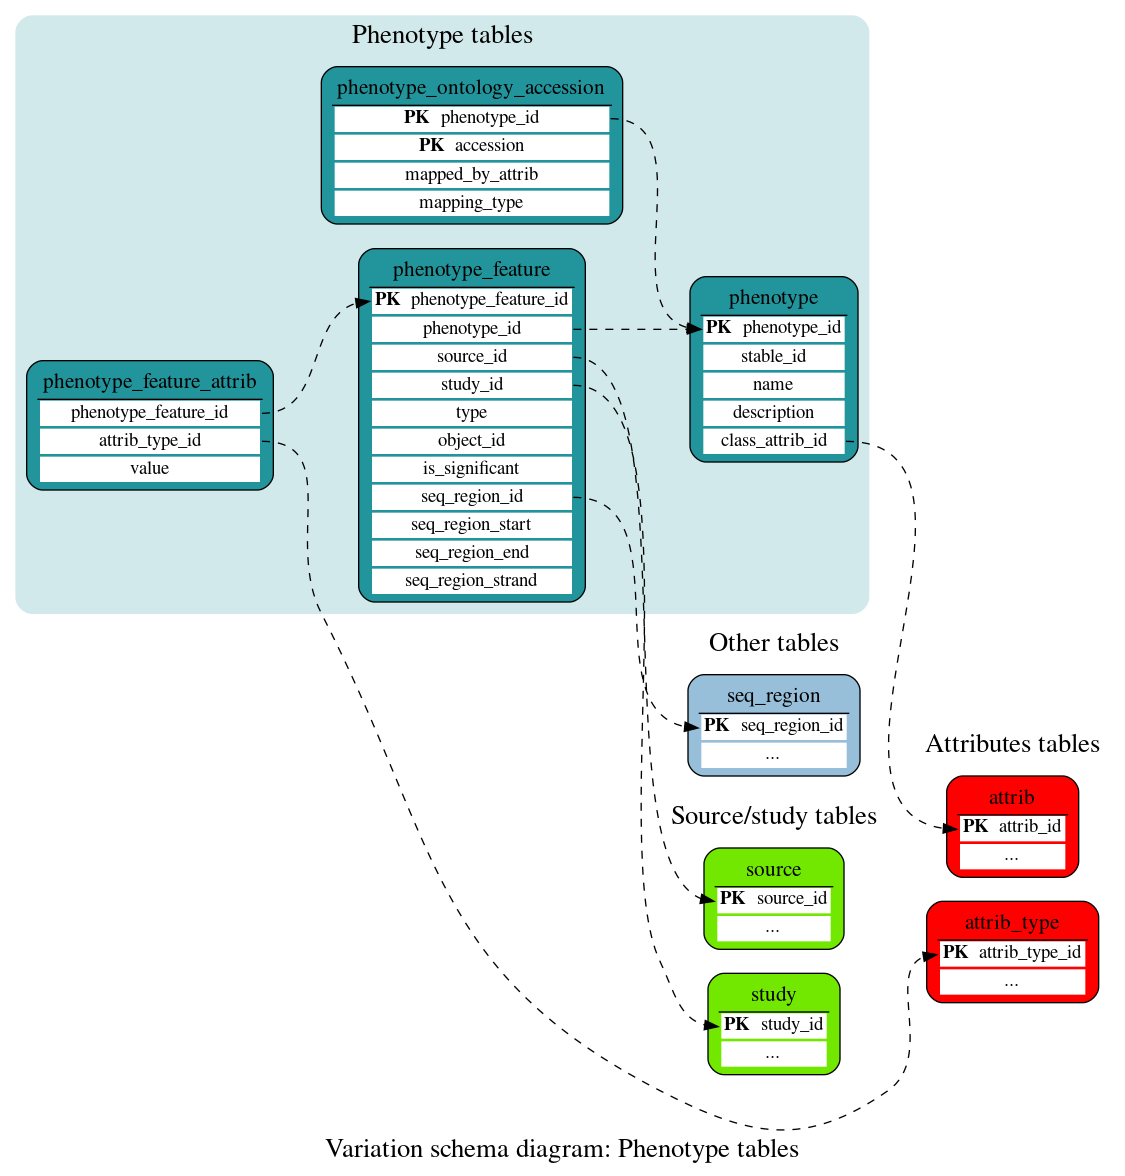 Phenotype tables
phenotype_ontology_accession
PK phenotype_id
PK accession
mapped_by_attrib
mapping_type
phenotype_feature
PK phenotype_feature_id
phenotype_id
source_id
study_id
type
object_id
is_significant
seq_region_id
seq_region_start
seq_region_end
seq_region_strand
phenotype
PK phenotype_id
stable_id
name
description
class_attrib_id
phenotype_feature_attrib
phenotype_feature_id
attrib_type_id
value
Other tables
seq_region
PK seq_region_id
...
Attributes tables
attrib
PK attrib_id
...
Source/study tables
source
PK source_id
...
attrib_type
PK attrib_type_id
...
study
PK study_id
...
Variation schema diagram: Phenotype tables